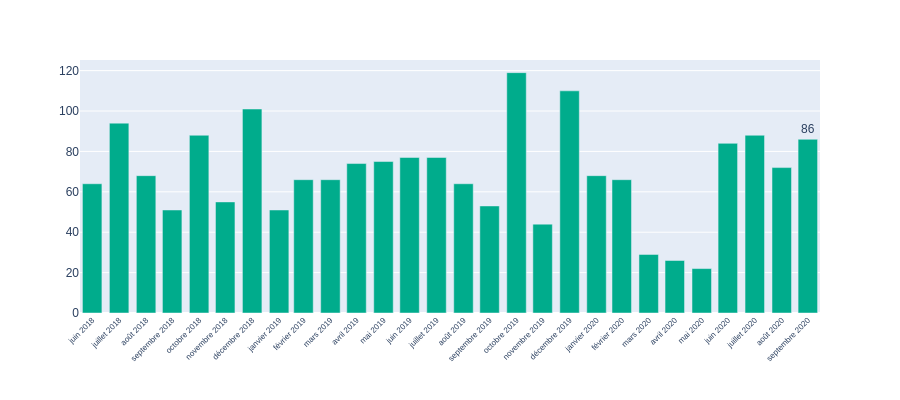 120
100
80
60
40
20
0
86
juin 2018
juillet 2018
août 2018
septembre 2018
octobre 2018
novembre 2018
décembre 2018
janvier 2019
février 2019
mars 2019
avril 2019
mai 2019
juin 2019
juillet 2019
août 2019
septembre 2019
octobre 2019
novembre 2019
décembre 2019
janvier 2020
février 2020
mars 2020
avril 2020
mai 2020
juin 2020
juillet 2020
août 2020
septembre 2020